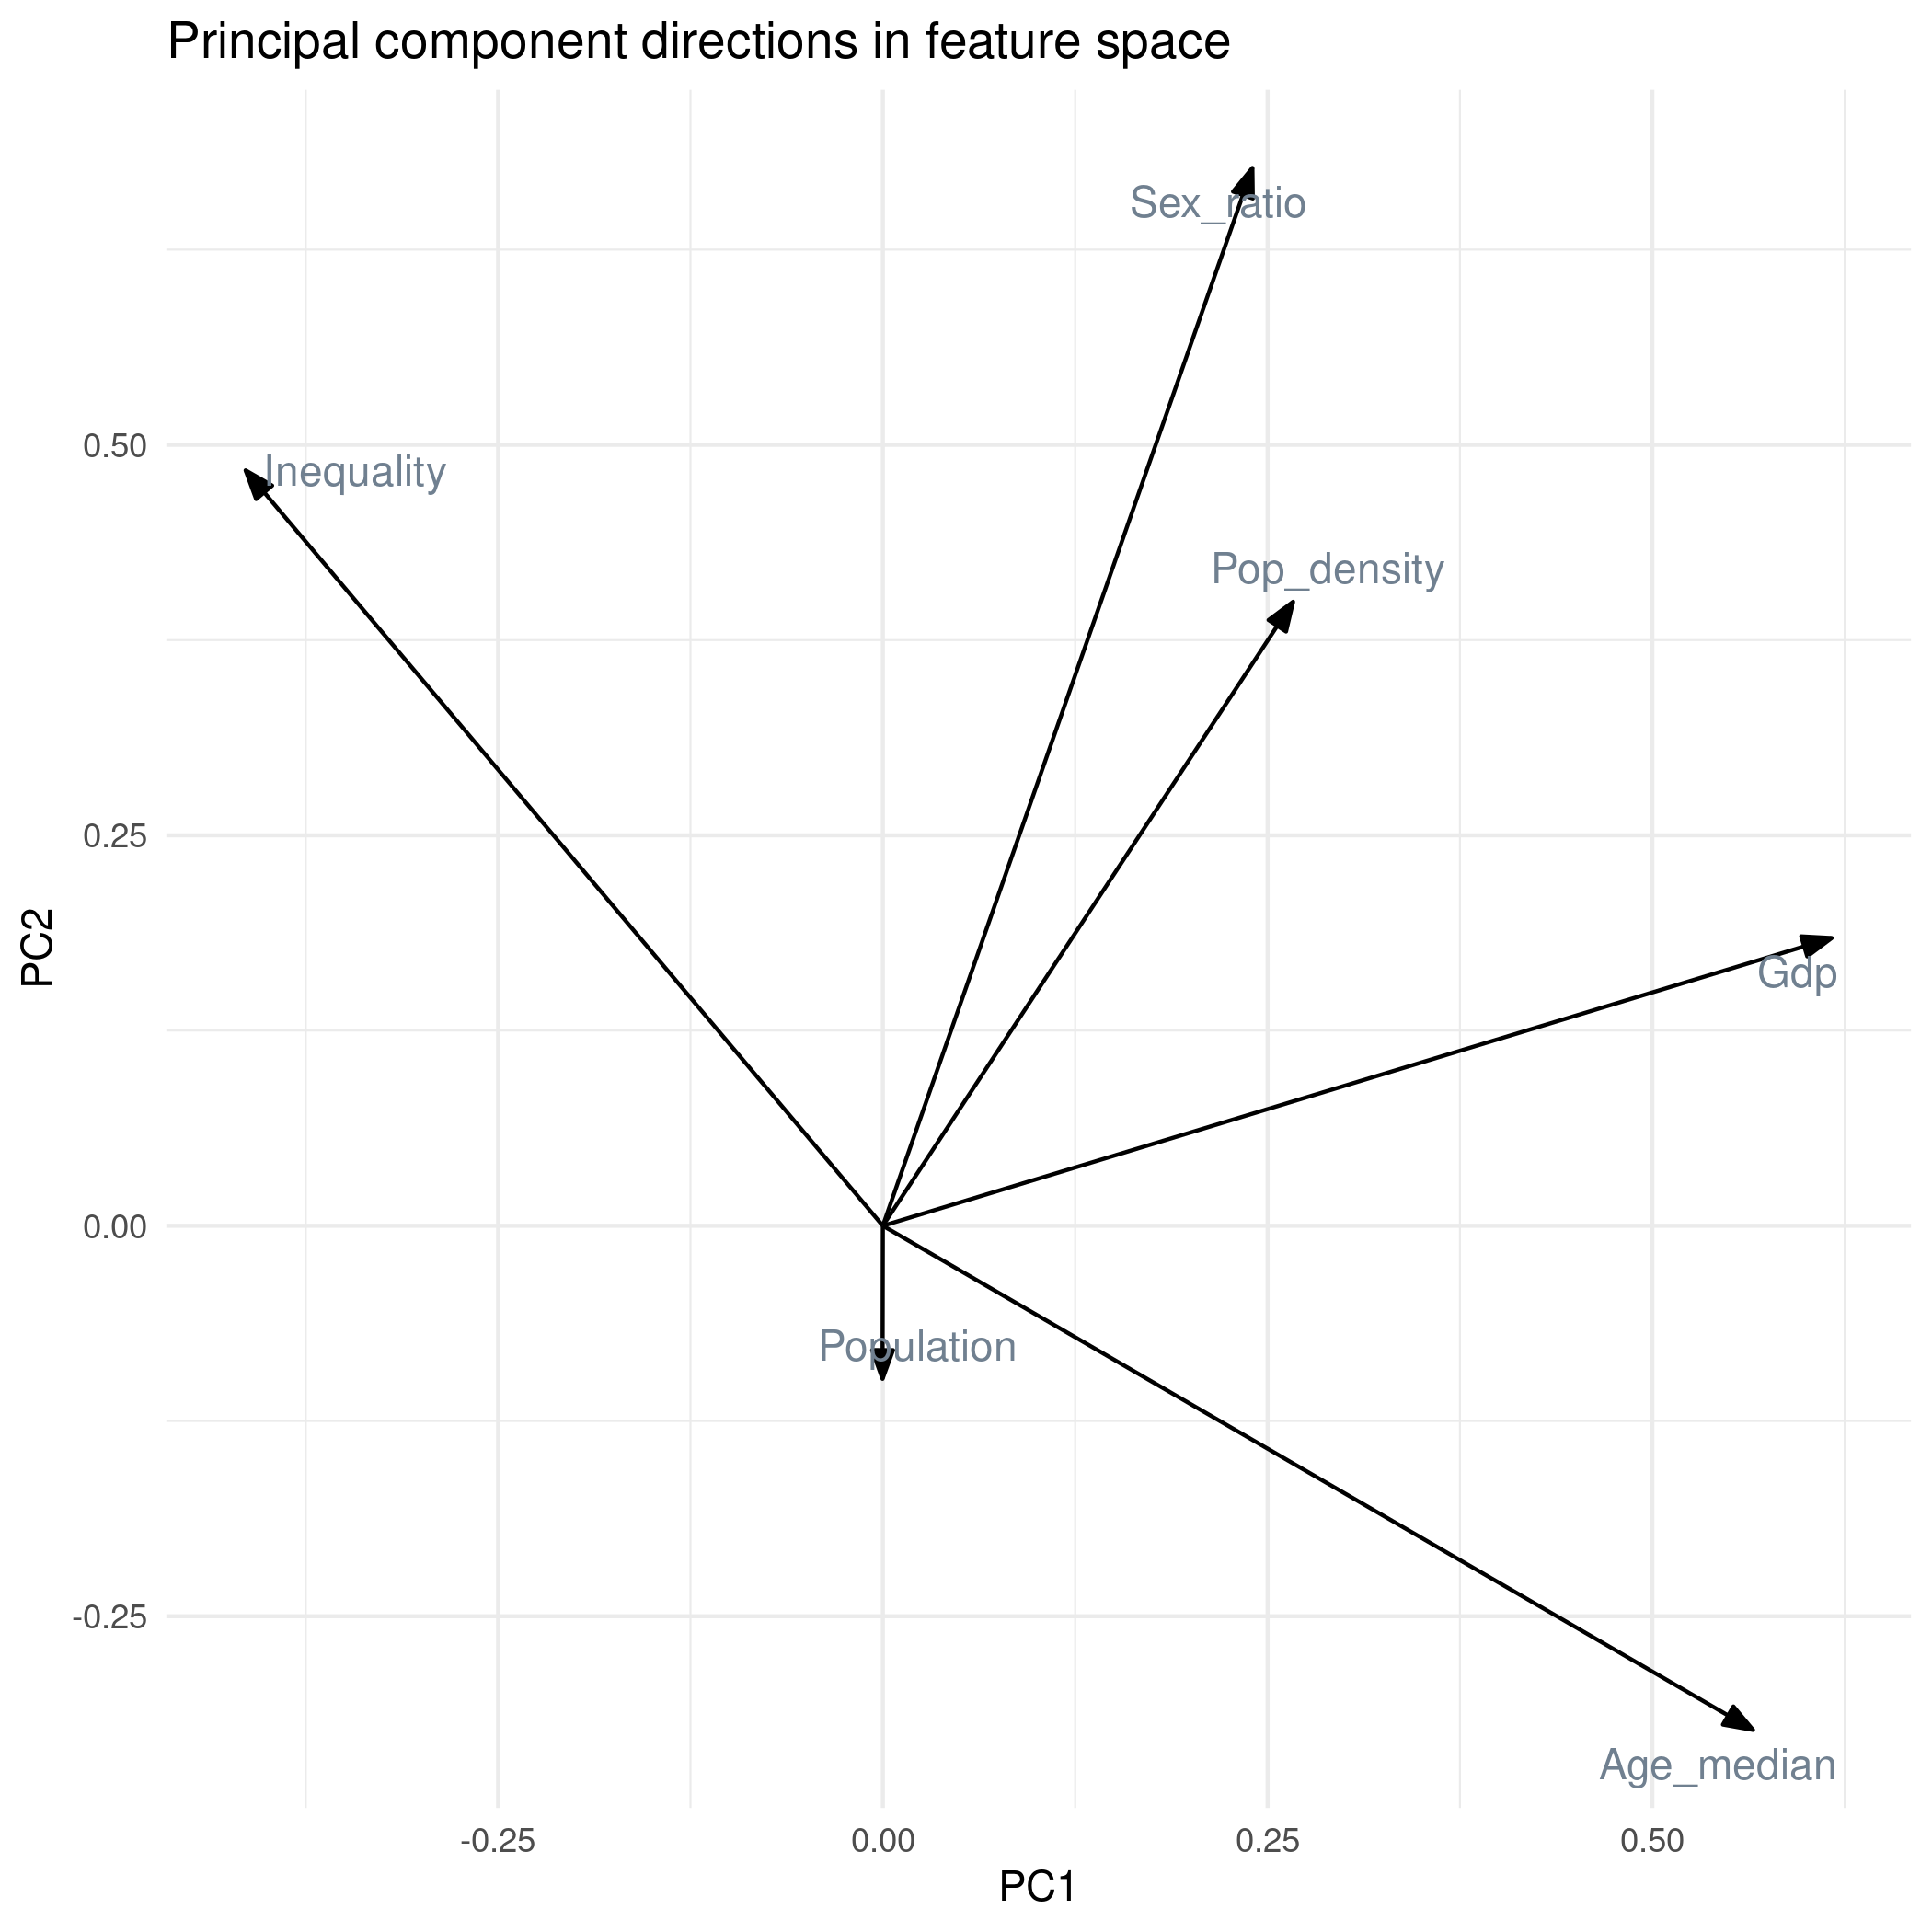 Principal component directions in feature space
Sex_ratio
0.50
Inequality
Pop_density
0.25
PC2
Gdp
0.00
Population
-0.25
Age_median
-0.25
0.00
0.25
0.50
PC1